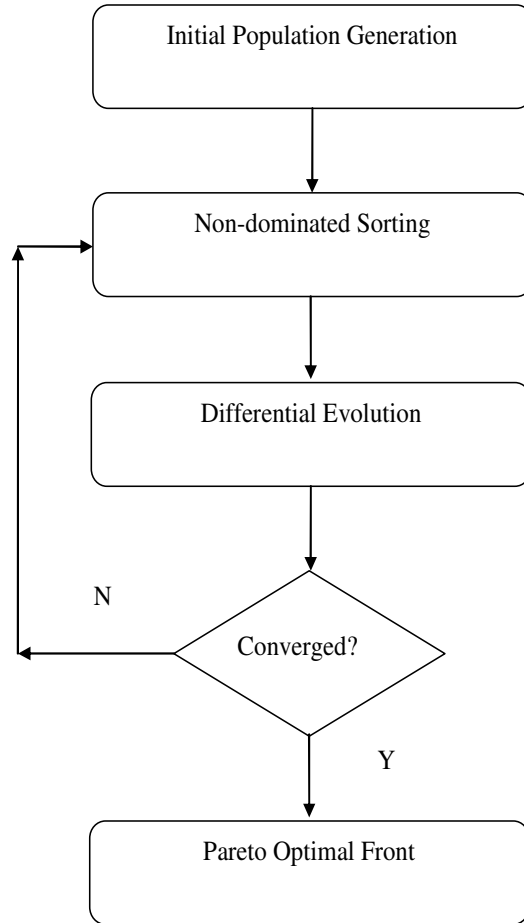 Initial Population Generation
Non-dominated Sorting
Differential Evolution
N
Converged?
Y
Pareto Optimal Front